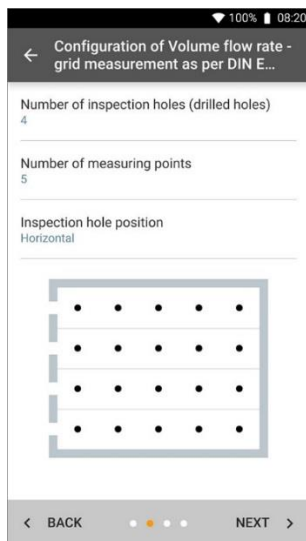 100% 08:20
Configuration of Volume flow rate -
grid measurement as per DIN E...
Number of inspection holes (drilled holes)
4
Number of measuring points
5
Inspection hole position
Horizontal
BACK NEXT